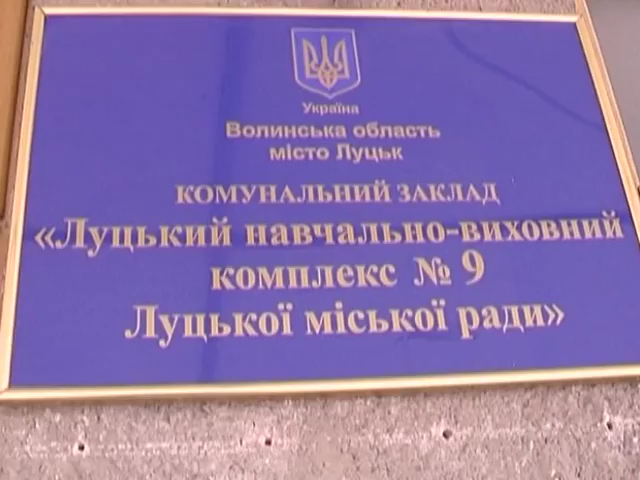 Україна
Волинська область
місто Луцьк
КОМУНАЛЬНИЙ ЗАКЛАД
«Луцький навчально-виховний
комплекс № 9
Луцької міської ради»